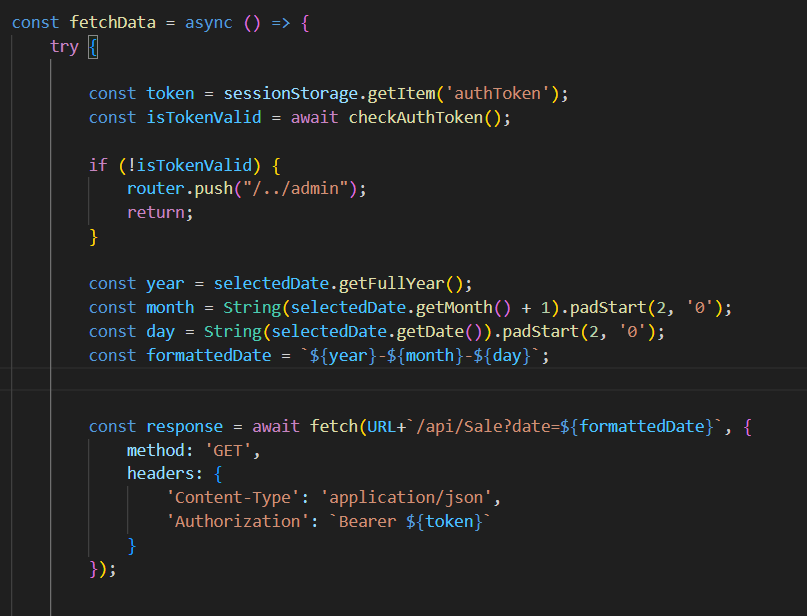 const fetchData = async () => {
try {
const token = sessionStorage.getItem('authToken');
const isTokenValid = await checkAuthToken();
if (!isTokenValid) {
router.push("/../admin");
return;
}
const year = selectedDate.getFullYear();
const month = String(selectedDate.getMonth() + 1).padStart(2, '0');
const day = String(selectedDate.getDate()).padStart(2, '0');
const formattedDate = `${year}-${month}-${day}`;
const response = await fetch(URL+`/api/Sale?date=${formattedDate}`, {
method: 'GET',
headers: {
'Content-Type': 'application/json',
'Authorization': `Bearer ${token}`
}
});